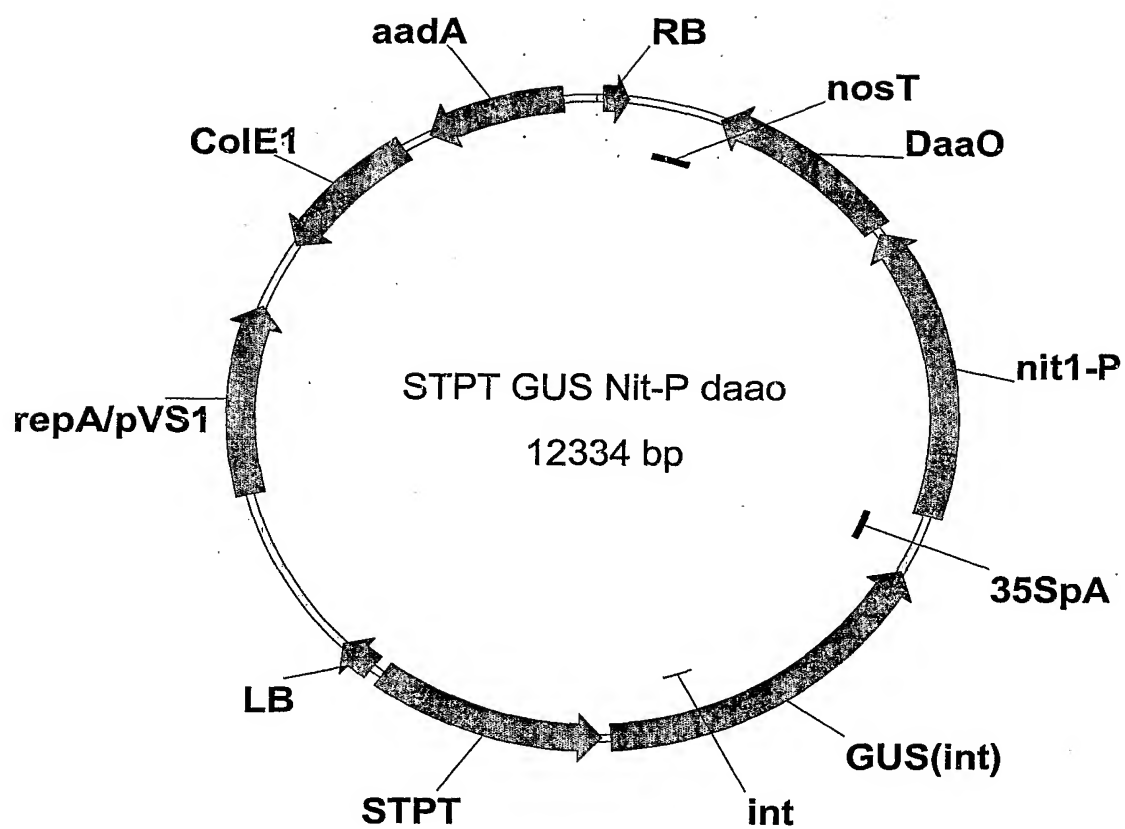 aadA
RB
nosT
ColE1
DaaO
nit1-P
STPT GUS Nit-P daao
repA/pVS1
12334 bp
35SpA
LB
GUS(int)
STPT
int